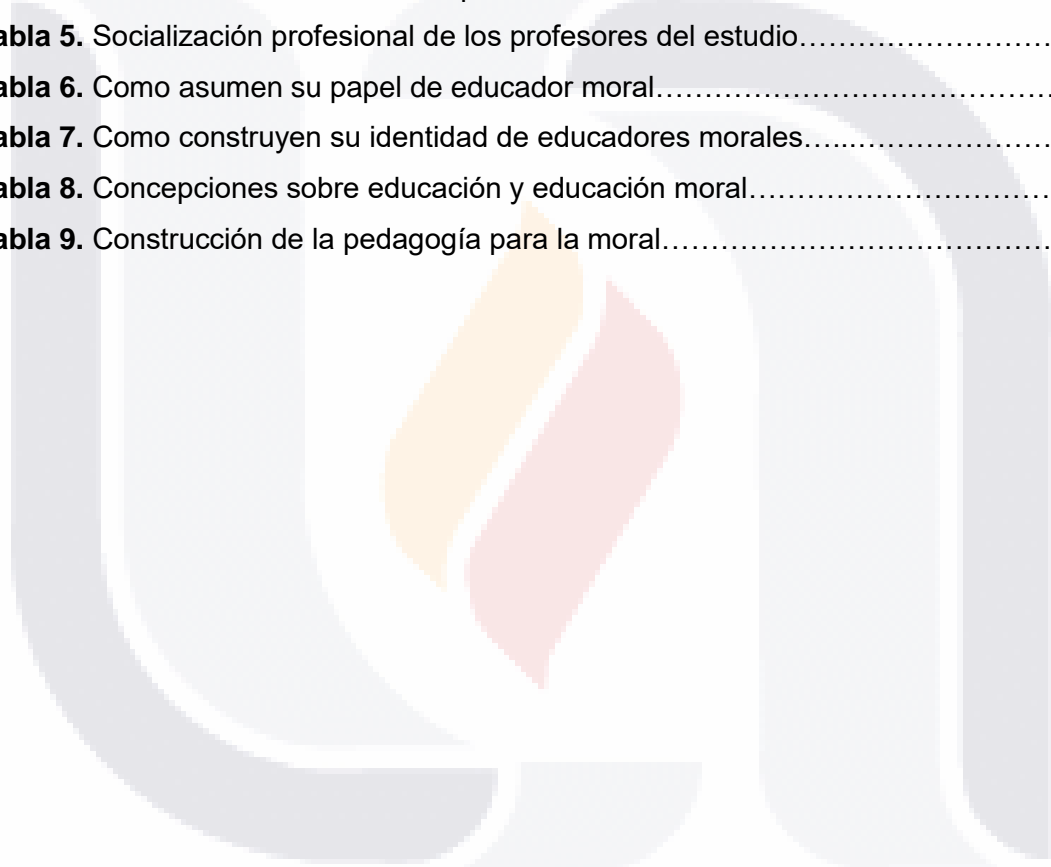 abla 5. Socialización profesional de los profesores del estudio……………………
abla 6. Como asumen su papel de educador moral…………………………………
abla 7. Como construyen su identidad de educadores morales…...………………
abla 8. Concepciones sobre educación y educación moral…………………………
abla 9. Construcción de la pedagogía para la moral…………………………………